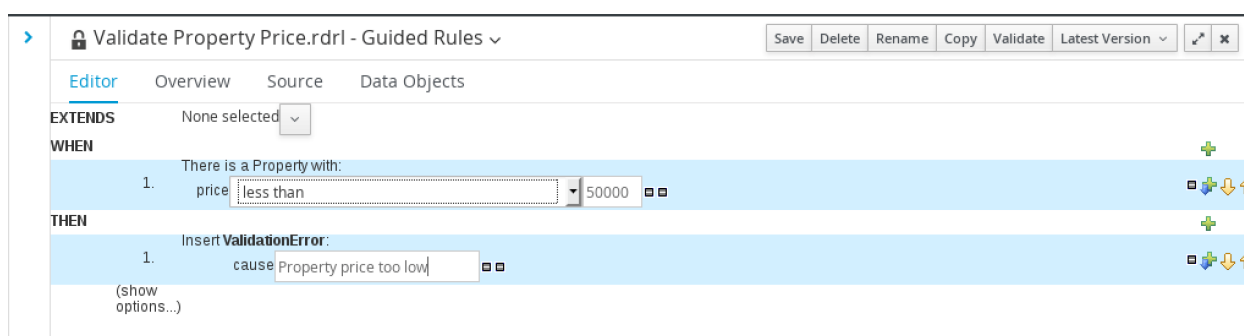 Validate Property Price.rdrl - Guided Rules
Save Delete Rename Copy Validate Latest Version
Editor Overview Source Data Objects
EXTENDS None selected
WHEN
There is a Property with:
1. price less than 50000
THEN
Insert ValidationError:
1. cause Property price too low
(show
options...)